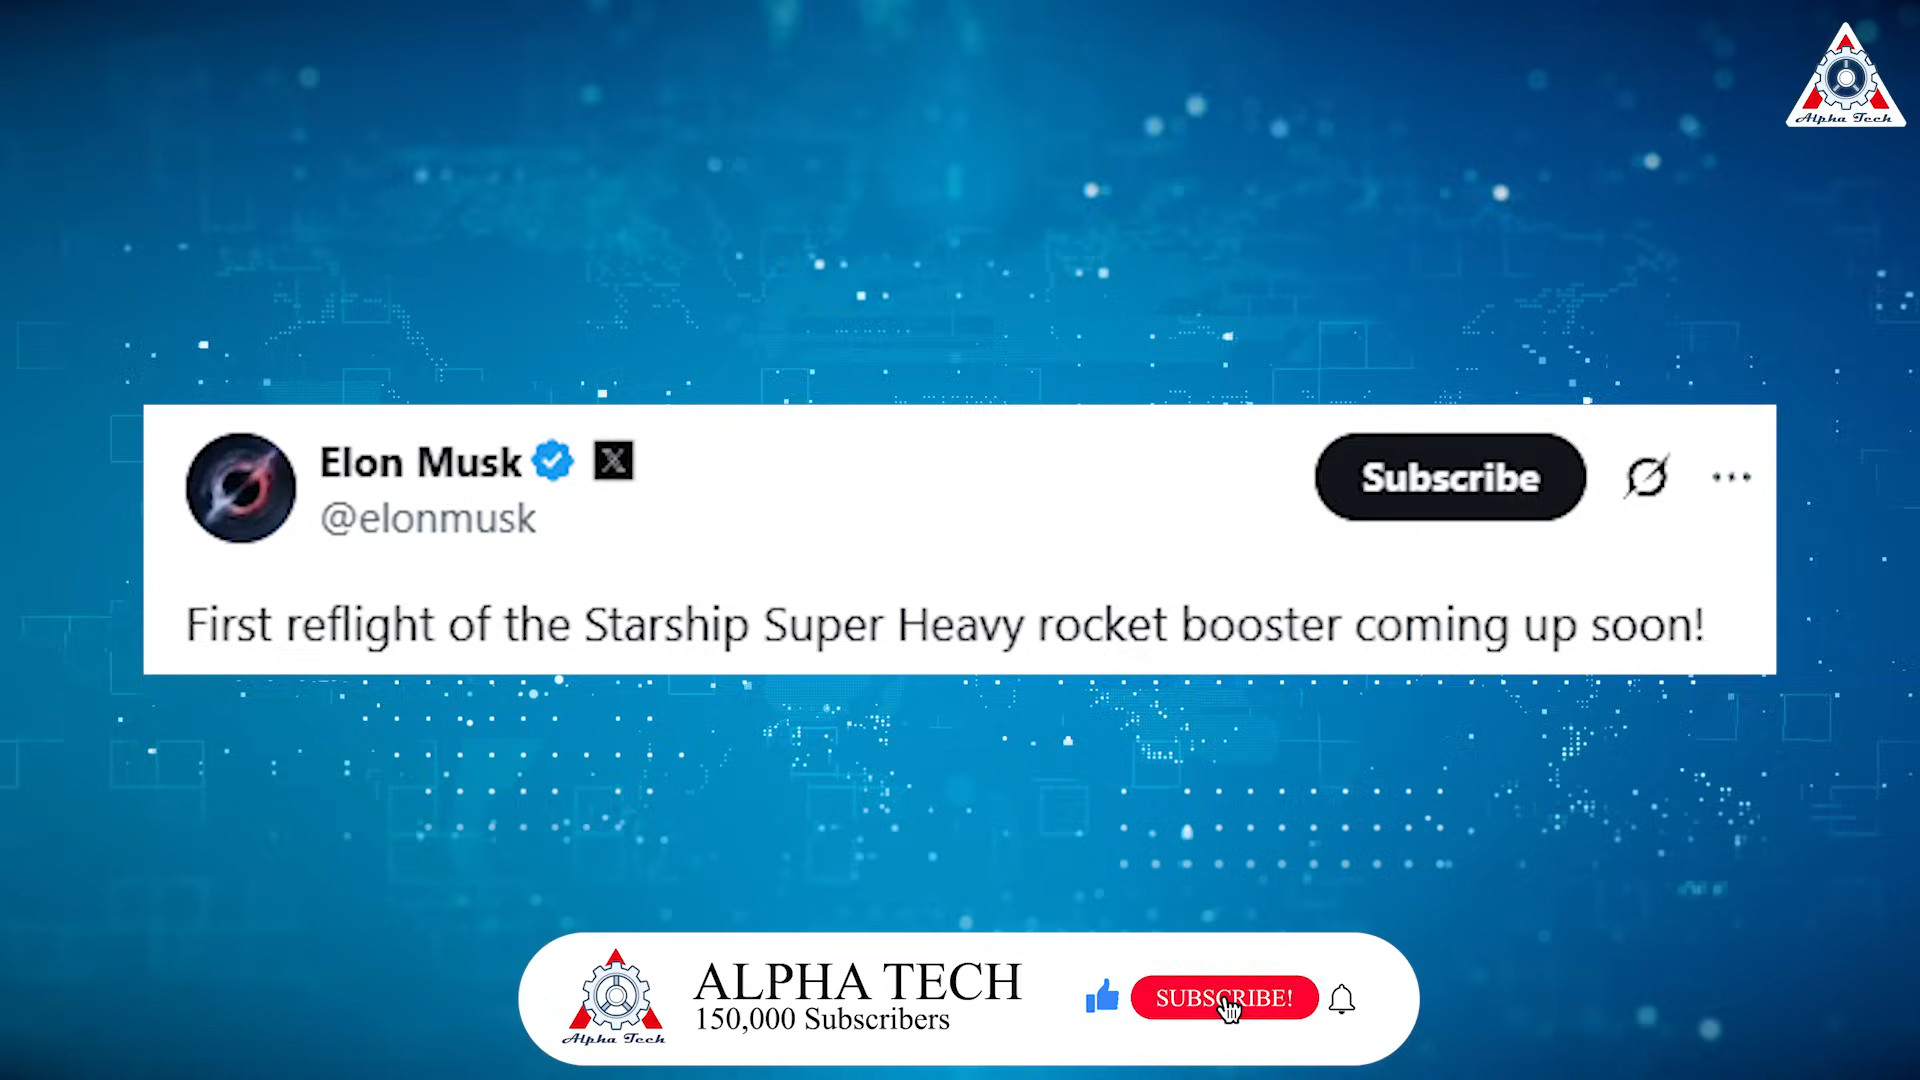 Alpha Tech
Elon Musk
@elonmusk
Subscribe
First reflight of the Starship Super Heavy rocket booster coming up soon!
ALPHA TECH
150,000 Subscribers
SUBSCRIBE!
Alpha Tech